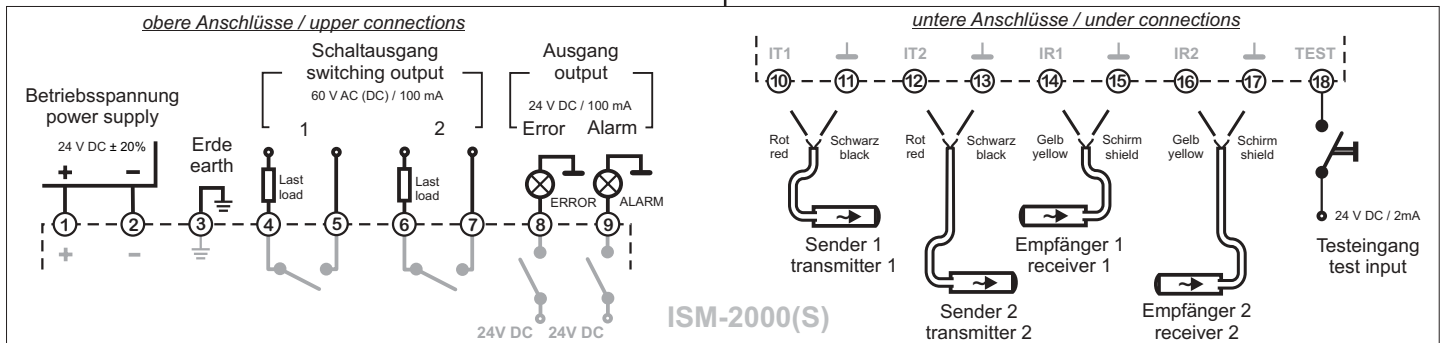 obere Anschlüsse / upper connections
Schaltausgang
switching output
60 V AC (DC) / 100 mA
1
2
Ausgang
output
24 V DC / 100 mA
Error
Alarm
Betriebsspannung
power supply
24 V DC ± 20%
+
–
Erde
earth
Last
load
Last
load
ERROR
ALARM
1
2
3
4
5
6
7
8
9
+
–
24V DC
24V DC
ISM-2000(S)
untere Anschlüsse / under connections
IT1
IT2
IR1
IR2
TEST
10
11
12
13
14
15
16
17
18
Rot
red
Schwarz
black
Rot
red
Schwarz
black
Gelb
yellow
Schirm
shield
Gelb
yellow
Schirm
shield
Sender 1
transmitter 1
Empfänger 1
receiver 1
24 V DC / 2mA
Testeingang
test input
Sender 2
transmitter 2
Empfänger 2
receiver 2